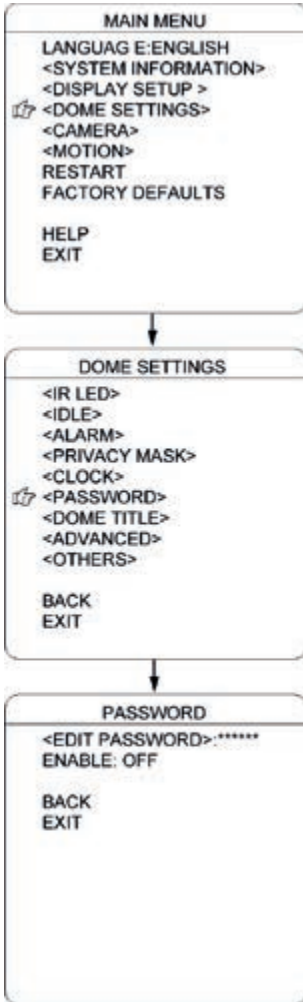 MAIN MENU
LANGUAG E:ENGLISH
<SYSTEM INFORMATION>
<DISPLAY SETUP >
<DOME SETTINGS>
<CAMERA>
<MOTION>
RESTART
FACTORY DEFAULTS
HELP
EXIT
DOME SETTINGS
<IR LED>
<IDLE>
<ALARM>
<PRIVACY MASK>
<CLOCK>
<PASSWORD>
<DOME TITLE>
<ADVANCED>
<OTHERS>
BACK
EXIT
PASSWORD
<EDIT PASSWORD>:******
ENABLE: OFF
BACK
EXIT